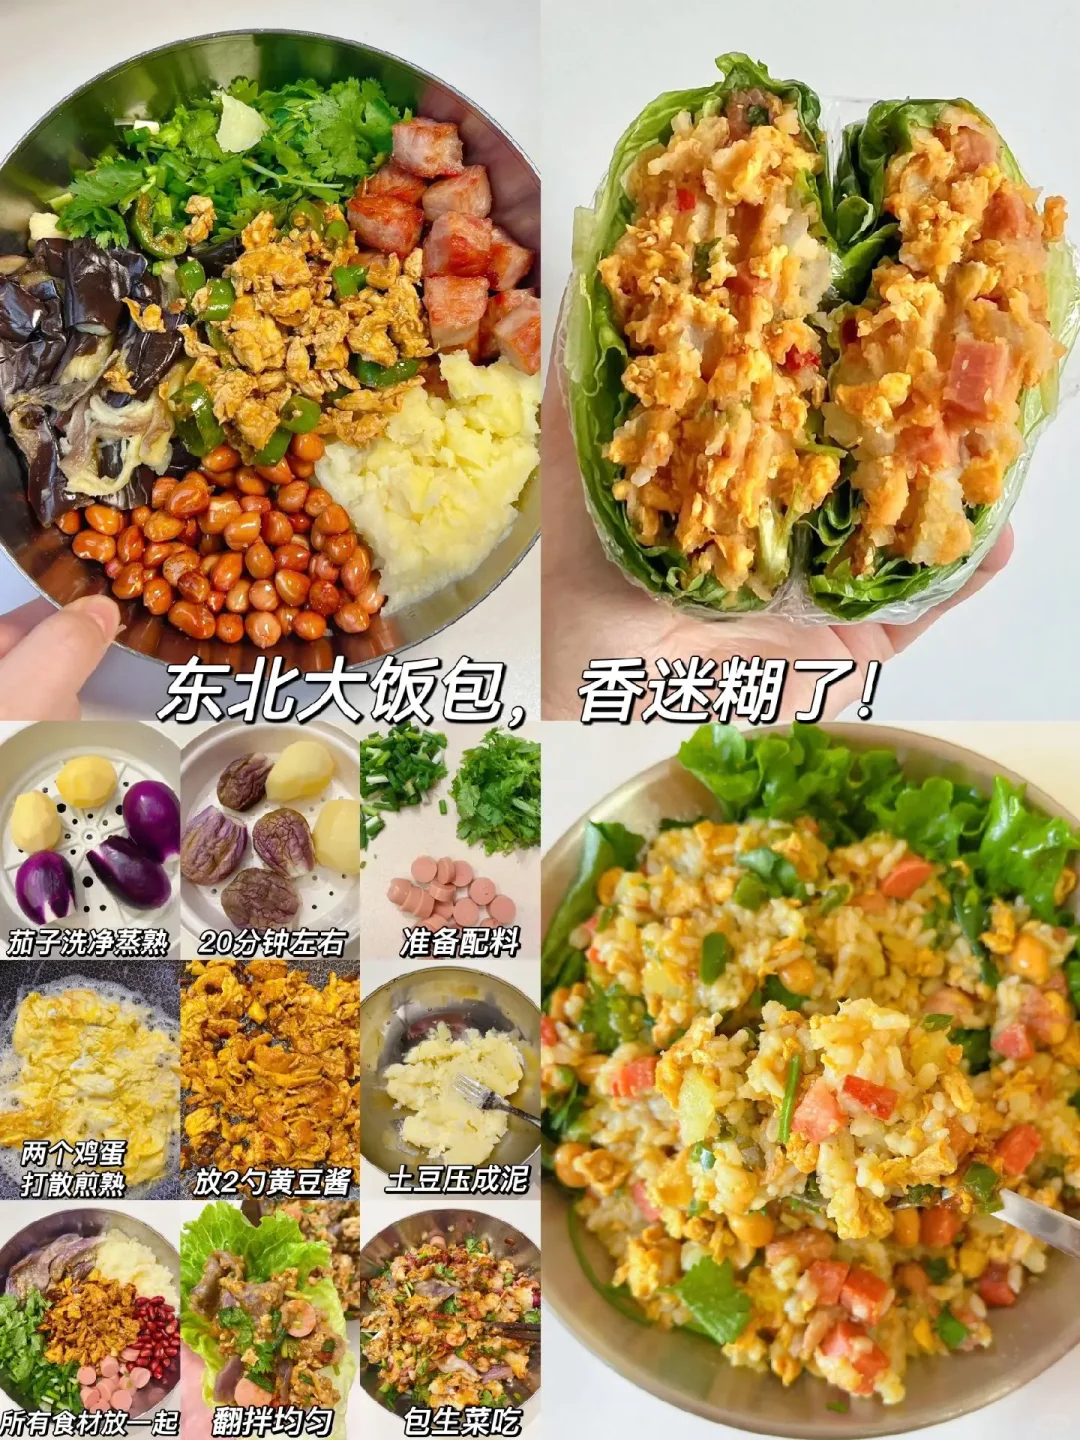 东北大饭包，香迷糊了！
茄子洗净蒸熟
20分钟左右
准备配料
两个鸡蛋
打散煎熟
放2勺黄豆酱
土豆压成泥
所有食材放一起
翻拌均匀
包生菜吃